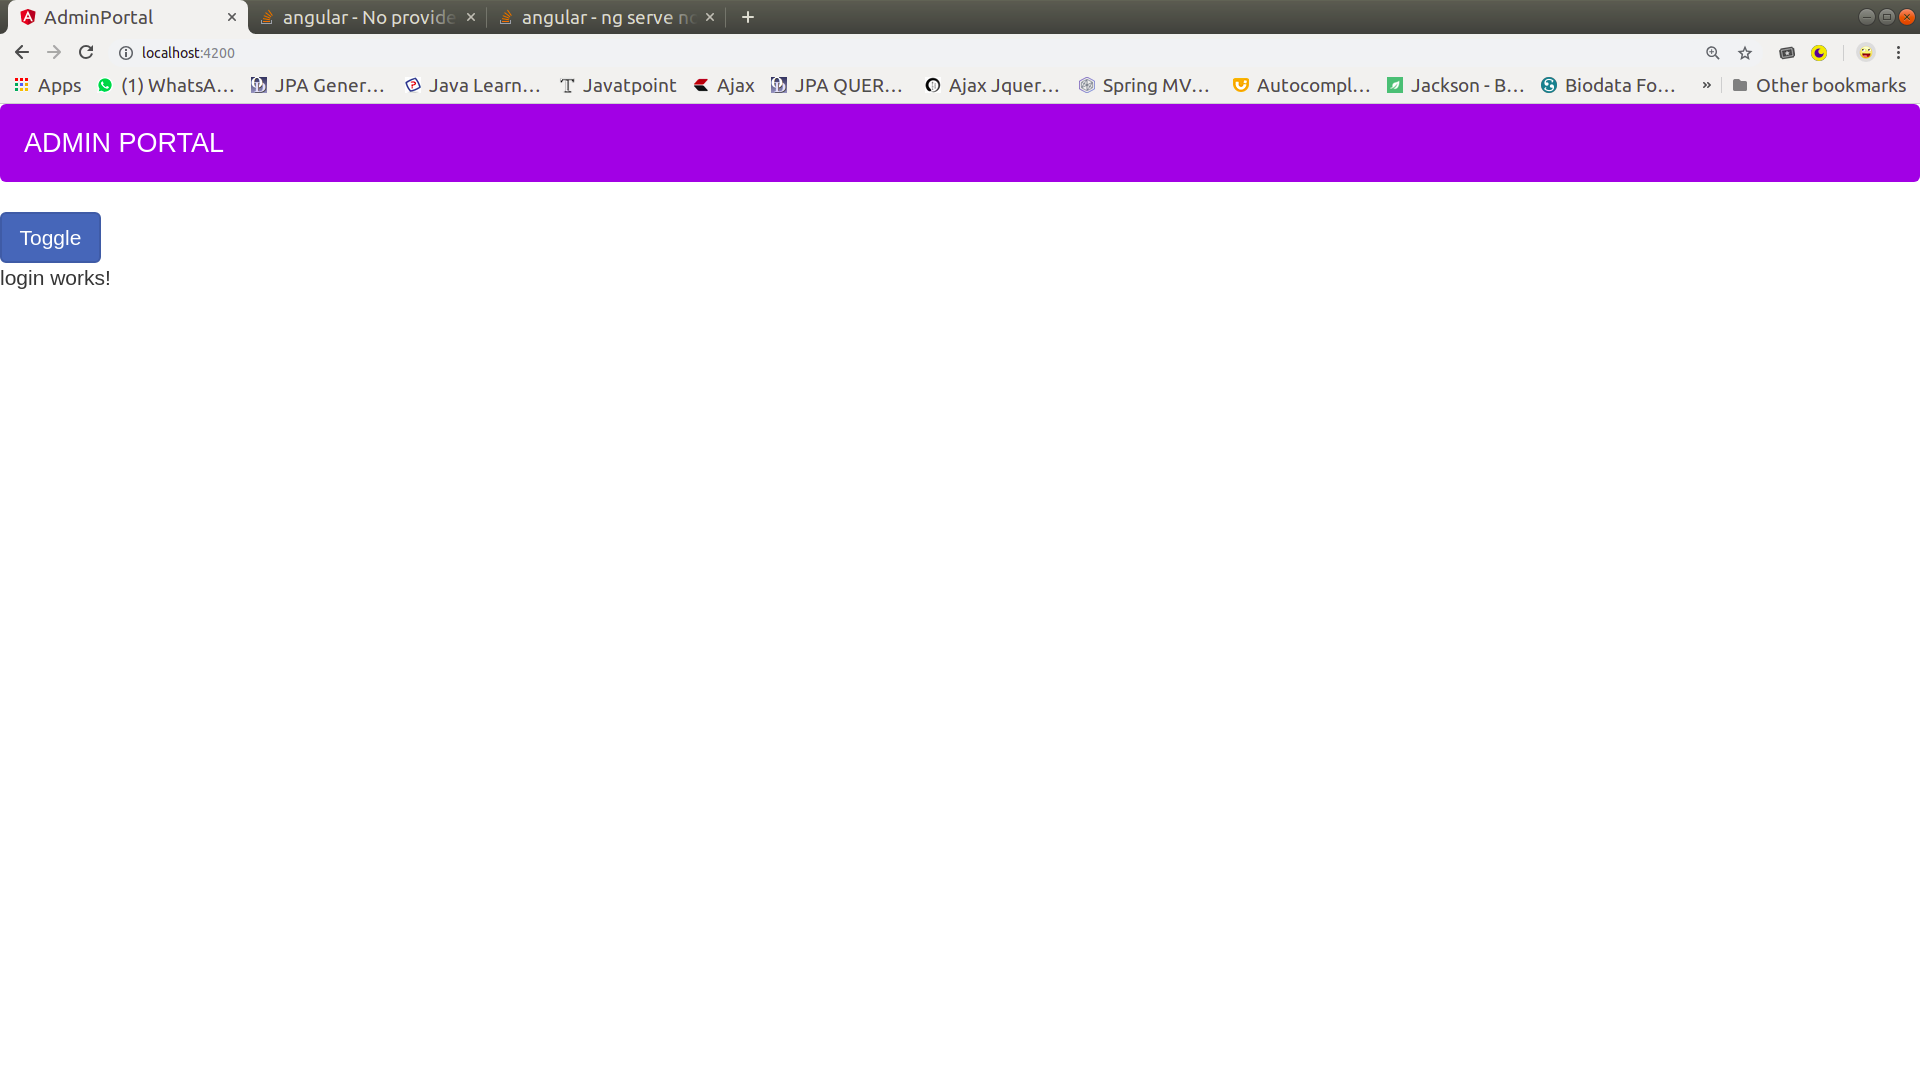 AdminPortal angular - No provide angular - ng serve no
localhost:4200
Apps (1) WhatsA... JPA Gener... Java Learn... Javatpoint Ajax JPA QUER... Ajax Jquer... Spring MV... Autocompl... Jackson - B... Biodata Fo... » Other bookmarks
ADMIN PORTAL
Toggle
login works!